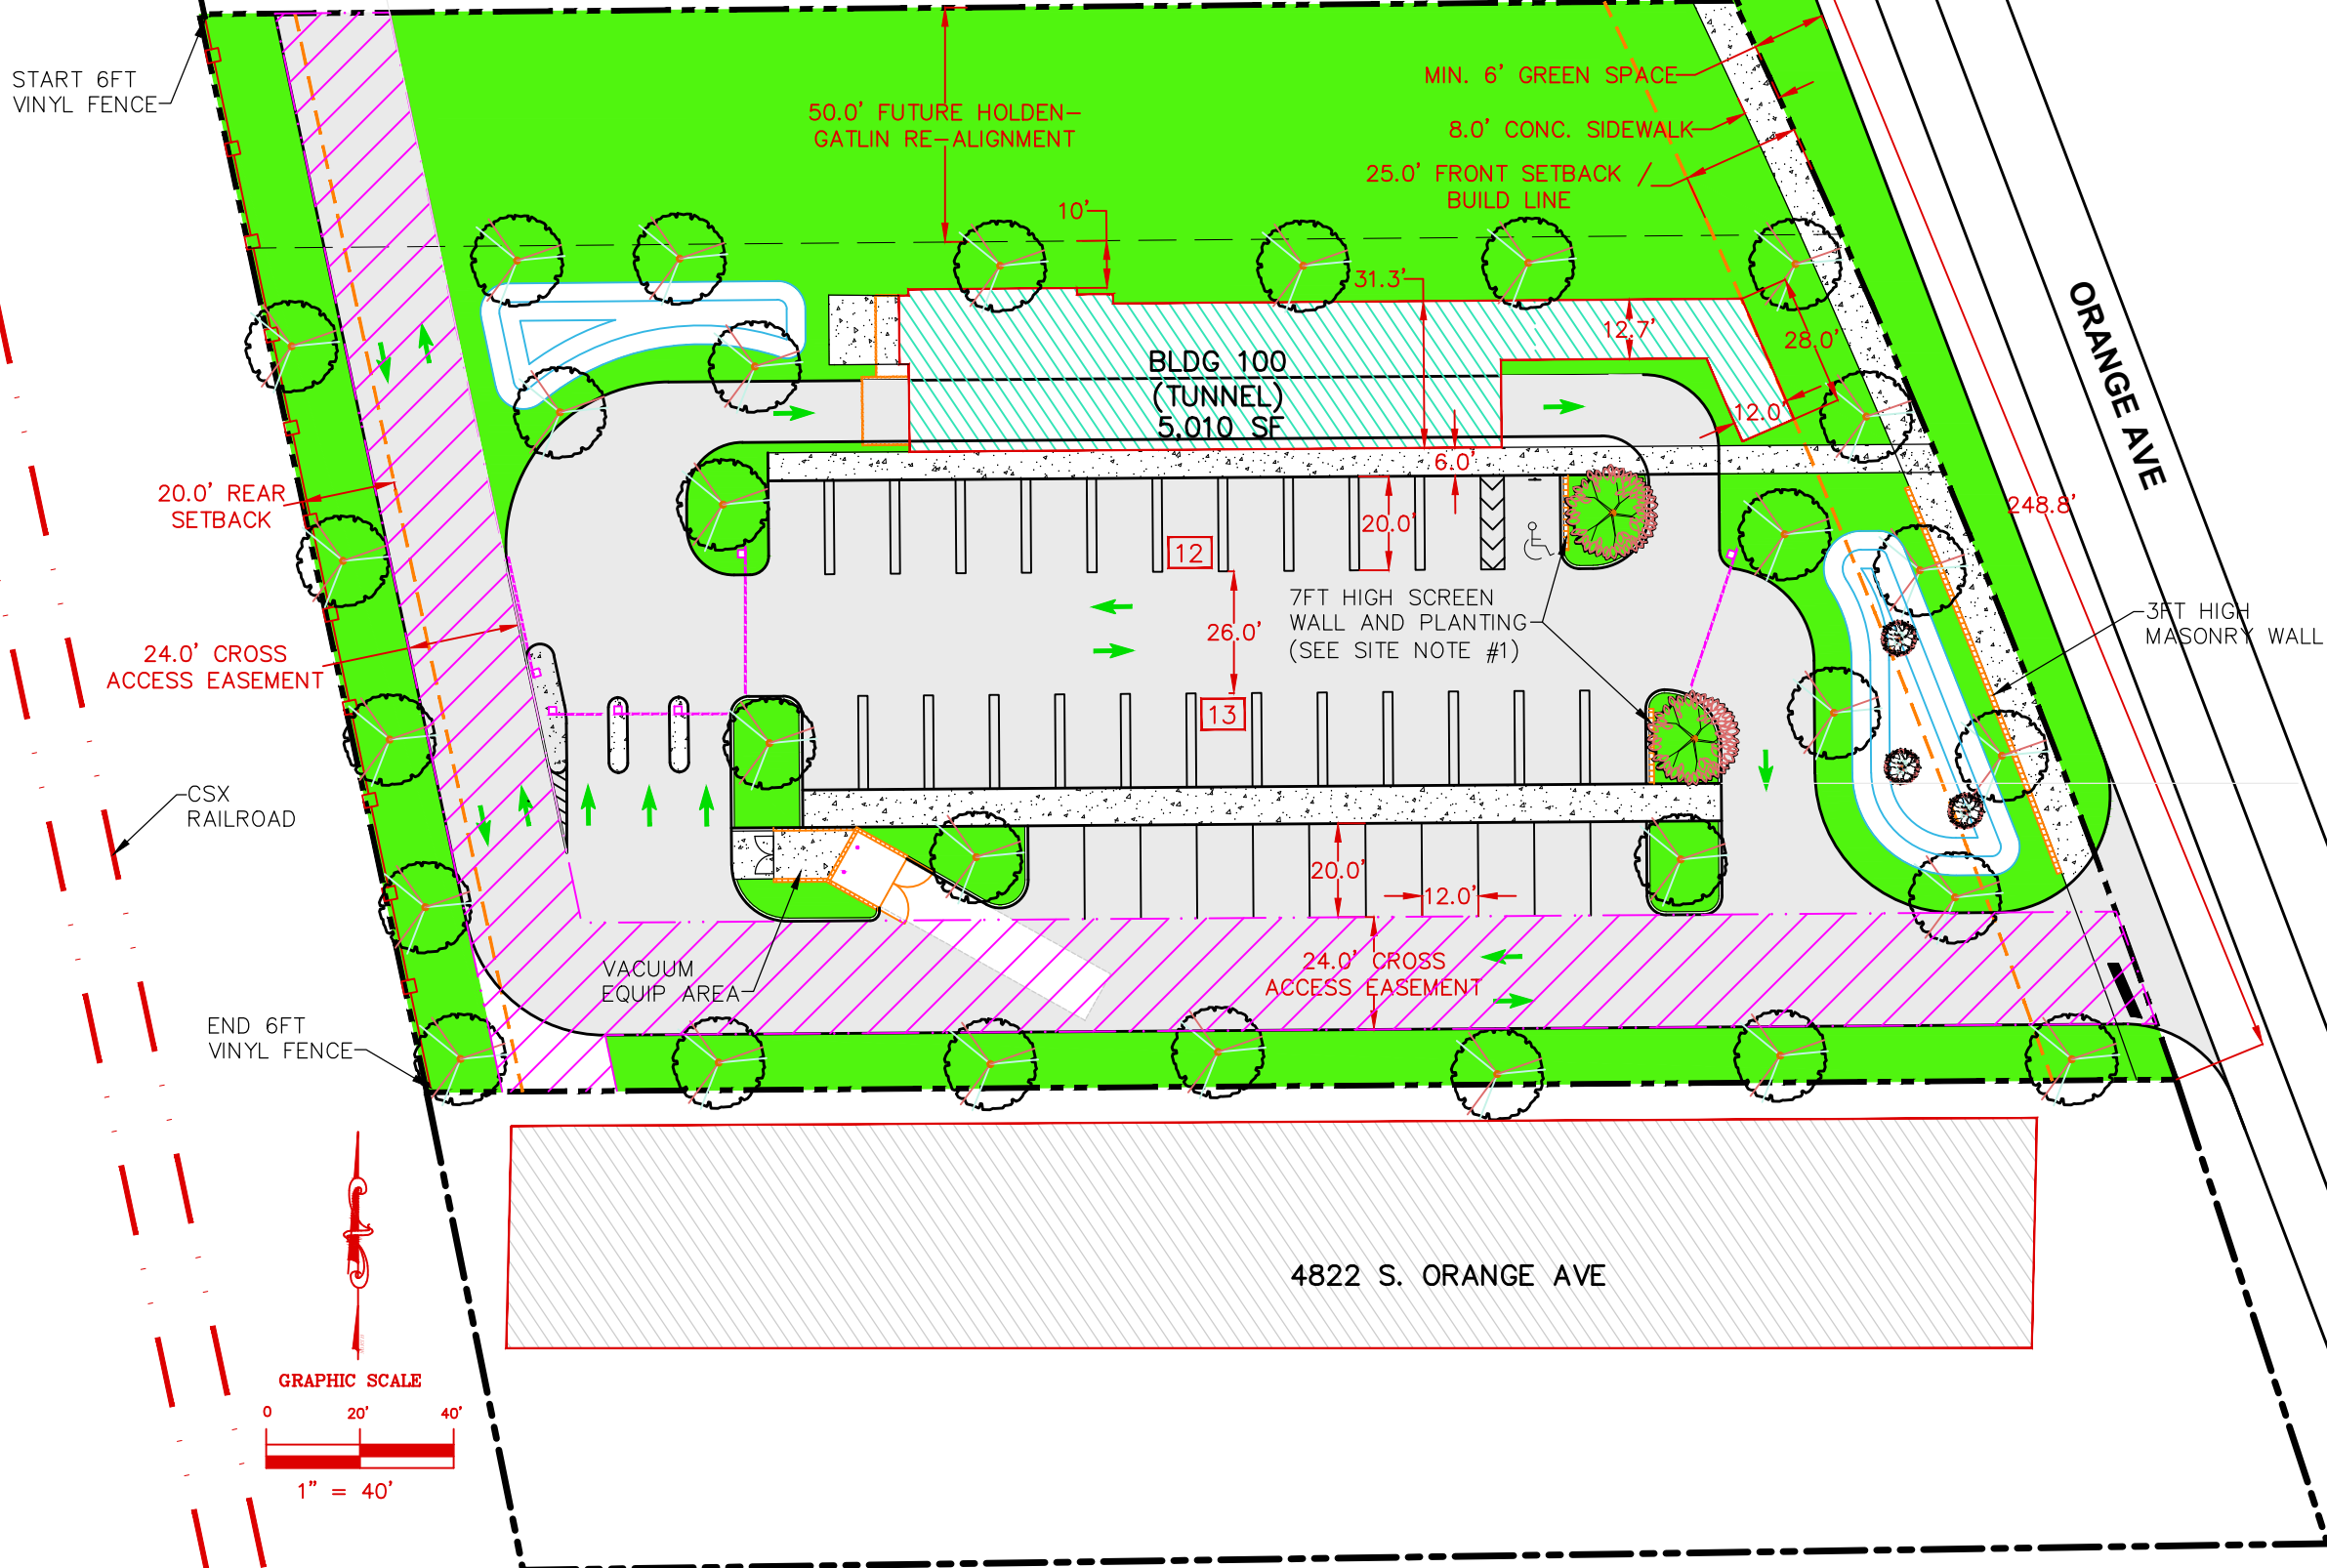 START 6FT
VINYL FENCE
50.0' FUTURE HOLDEN-
GATLIN RE-ALIGNMENT
MIN. 6' GREEN SPACE
8.0' CONC. SIDEWALK
25.0' FRONT SETBACK /
BUILD LINE
10'
31.3'
12.7'
28.0'
ORANGE AVE
BLDG 100
(TUNNEL)
5,010 SF
12.0'
6.0'
20.0' REAR
SETBACK
248.8'
20.0'
12
7FT HIGH SCREEN
WALL AND PLANTING
(SEE SITE NOTE #1)
26.0'
3FT HIGH
MASONRY WALL
24.0' CROSS
ACCESS EASEMENT
13
CSX
RAILROAD
20.0'
12.0'
VACUUM
EQUIP AREA
24.0' CROSS
ACCESS EASEMENT
END 6FT
VINYL FENCE
4822 S. ORANGE AVE
GRAPHIC SCALE
0 20' 40'
1" = 40'